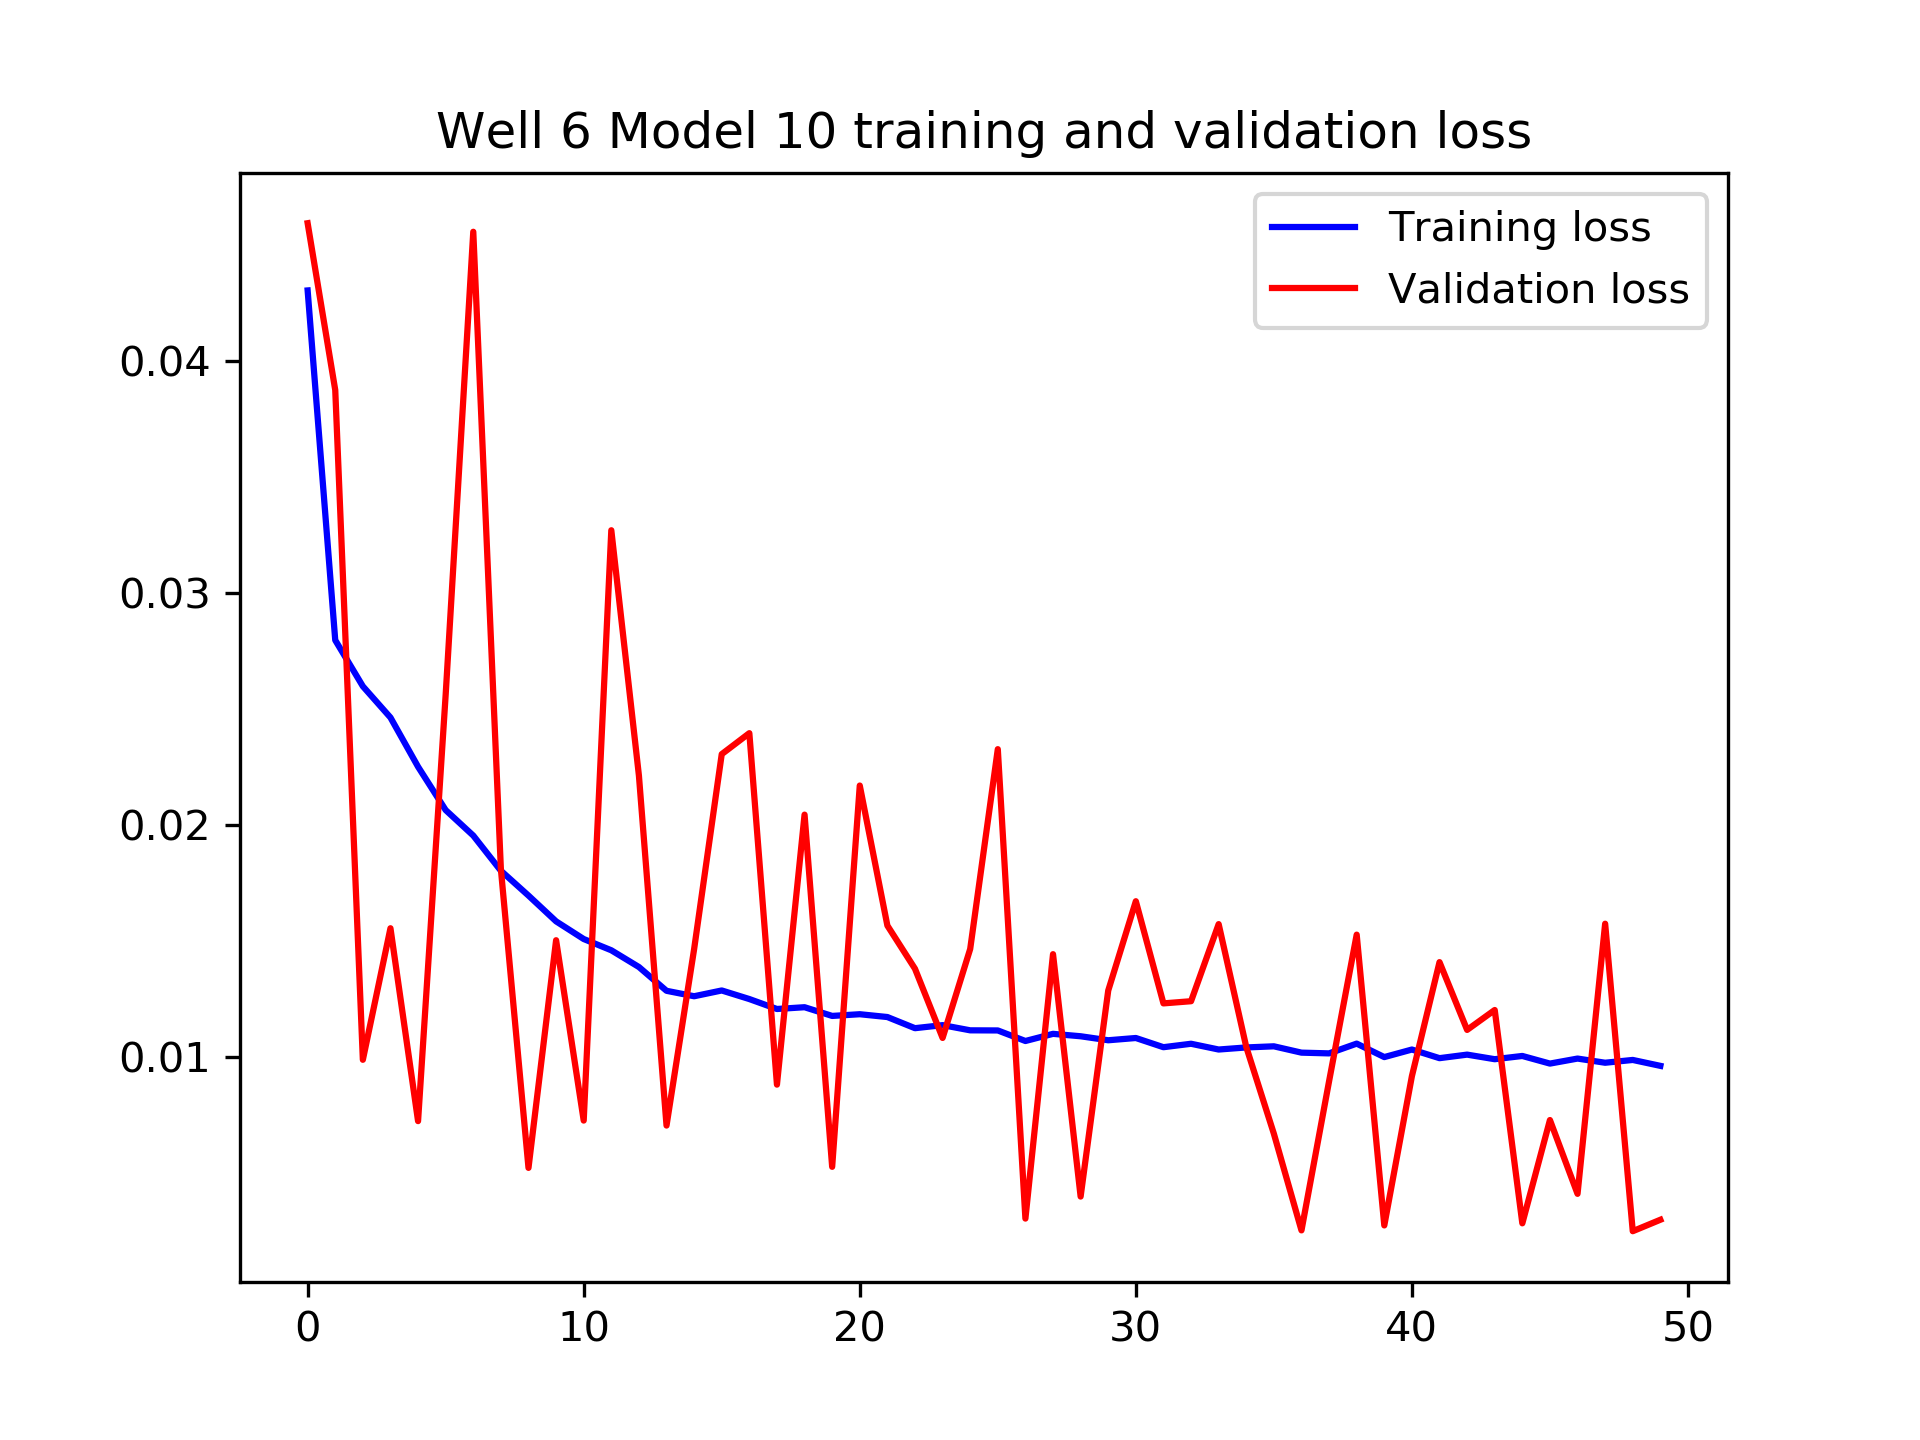 Well 6 Model 10 training and validation loss
Training loss
Validation loss
0.04
0.03
0.02
0.01
0 10 20 30 40 50